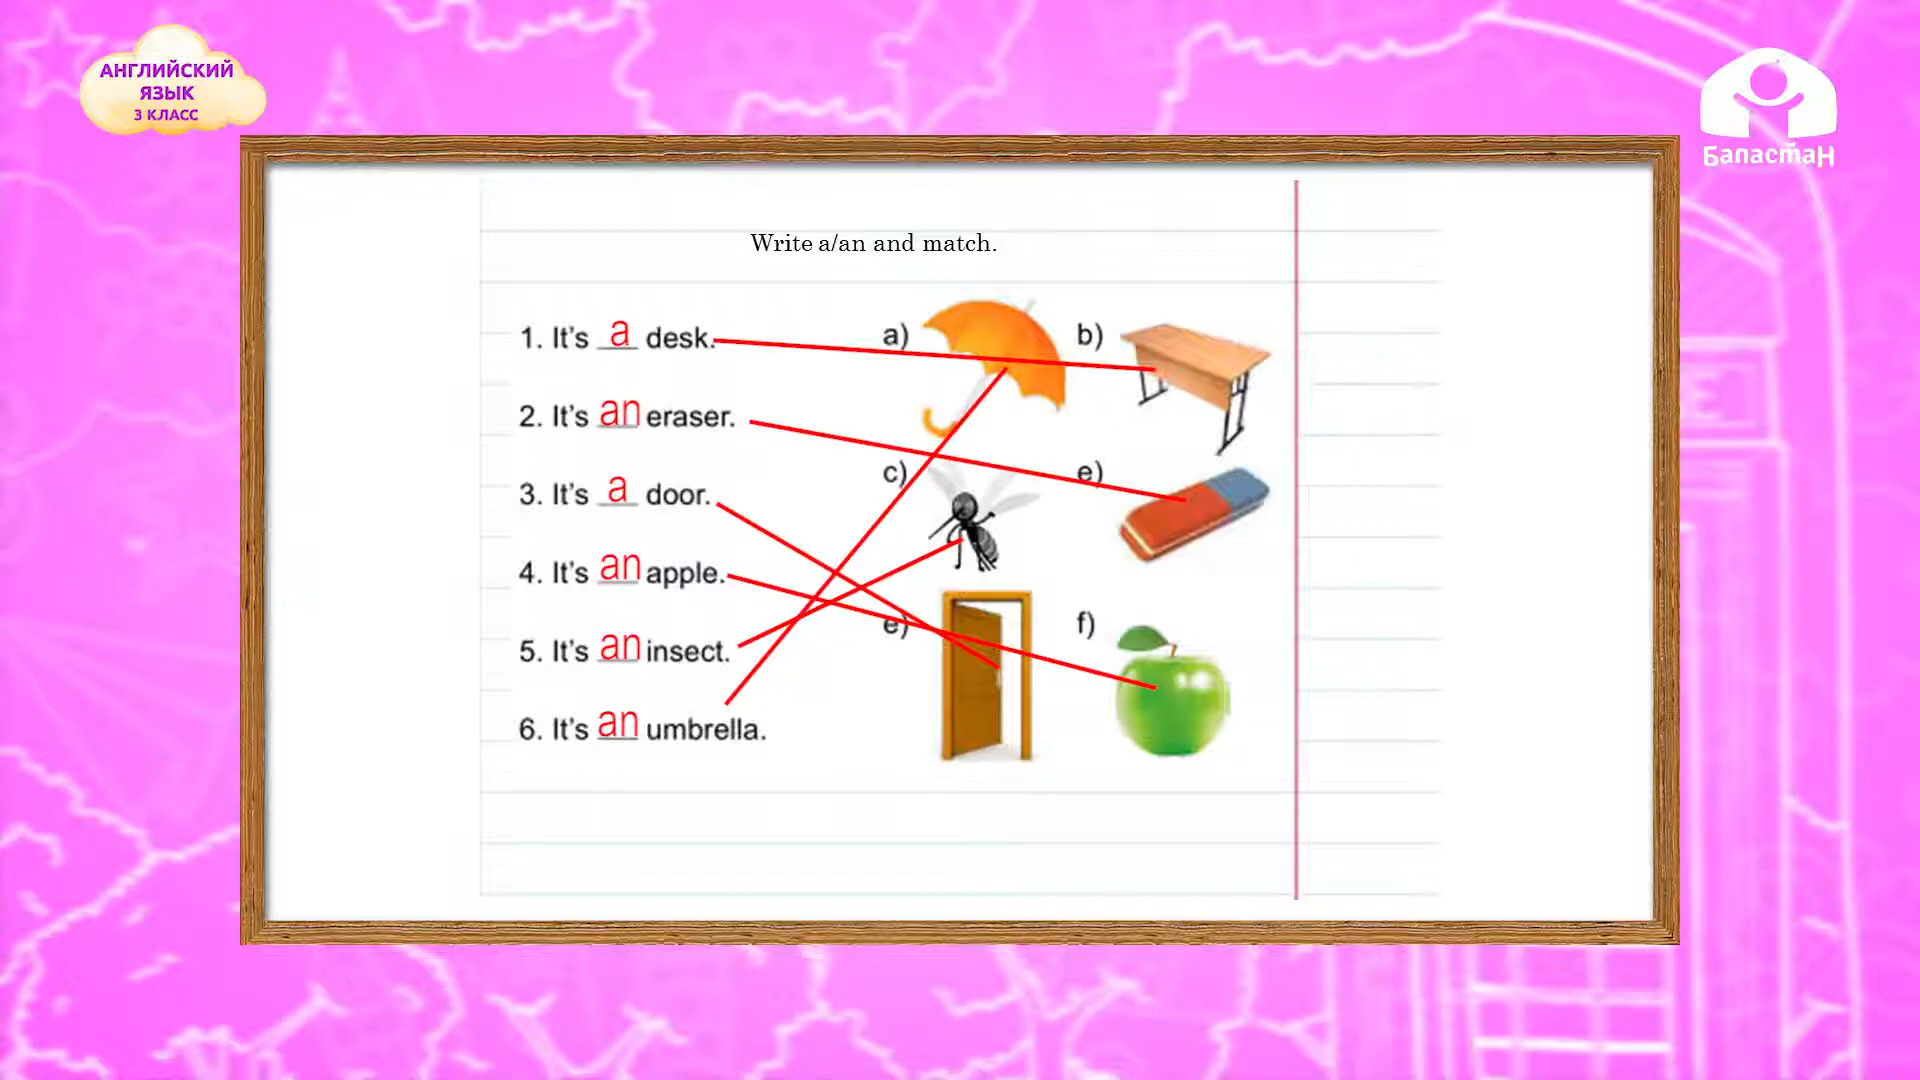 АНГЛИЙСКИЙ
ЯЗЫК
3 КЛАСС
Баластан
Write a/an and match.
1. It's a desk.
2. It's an eraser.
3. It's a door.
4. It's an apple.
5. It's an insect.
6. It's an umbrella.
a) b)
c) e)
e) f)